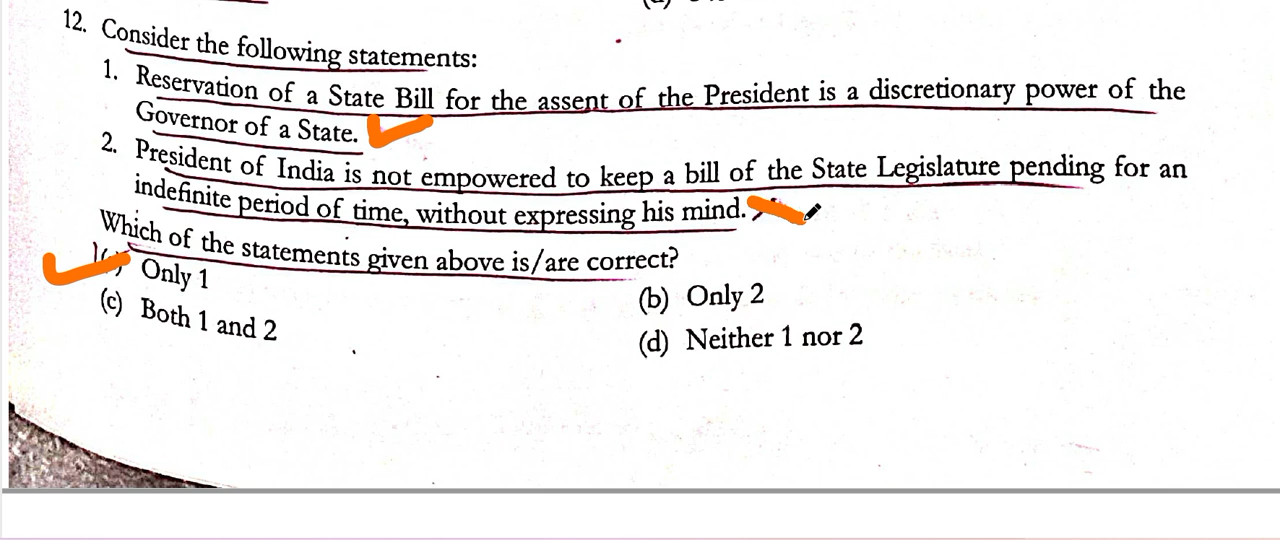 12. Consider the following statements:
1. Reservation of a State Bill for the assent of the President is a discretionary power of the
Governor of a State.
2. President of India is not empowered to keep a bill of the State Legislature pending for an
indefinite period of time, without expressing his mind.
Which of the statements given above is/are correct?
Only 1
(b) Only 2
(c) Both 1 and 2
(d) Neither 1 nor 2